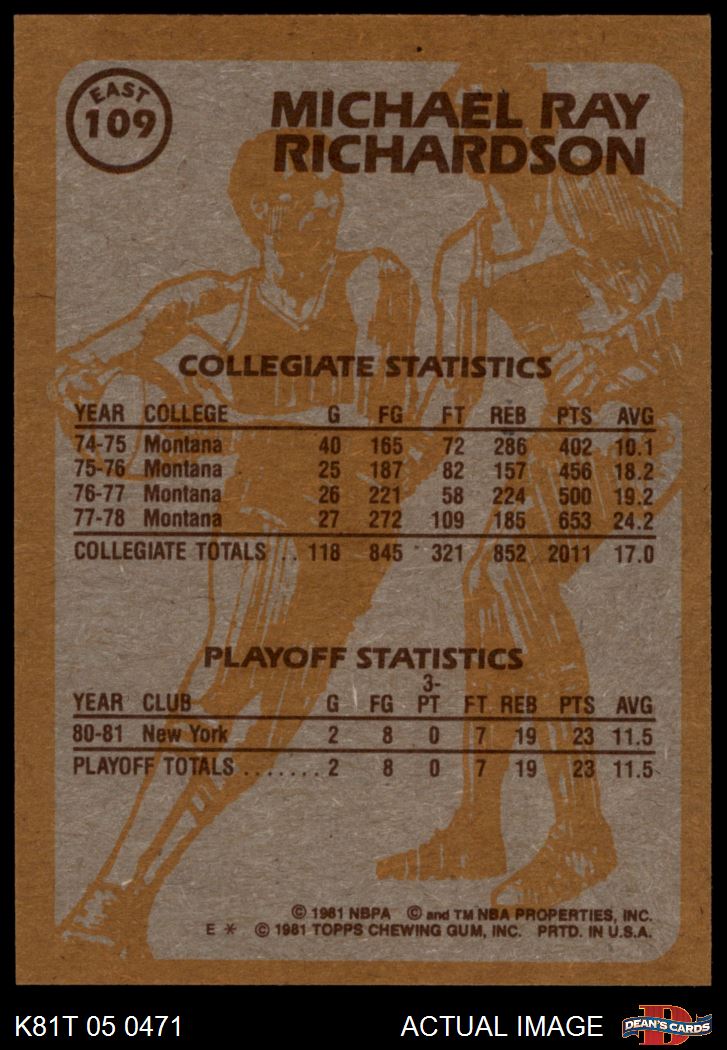 EAST
109
MICHAEL RAY
RICHARDSON
COLLEGIATE STATISTICS
YEAR COLLEGE G FG FT REB PTS AVG
74-75 Montana 40 165 72 286 402 10.1
75-76 Montana 25 187 82 157 456 18.2
76-77 Montana 26 221 58 224 500 19.2
77-78 Montana 27 272 109 185 653 24.2
COLLEGIATE TOTALS .. 118 845 321 852 2011 17.0
PLAYOFF STATISTICS
3-
YEAR CLUB G FG PT FT REB PTS AVG
80-81 New York 2 8 0 7 19 23 11.5
PLAYOFF TOTALS ....... 2 8 0 7 19 23 11.5
© 1981 NBPA © and TM NBA PROPERTIES, INC.
E * © 1981 TOPPS CHEWING GUM, INC. PRTD. IN U.S.A.
K81T 05 0471 ACTUAL IMAGE D DEAN'S CARDS